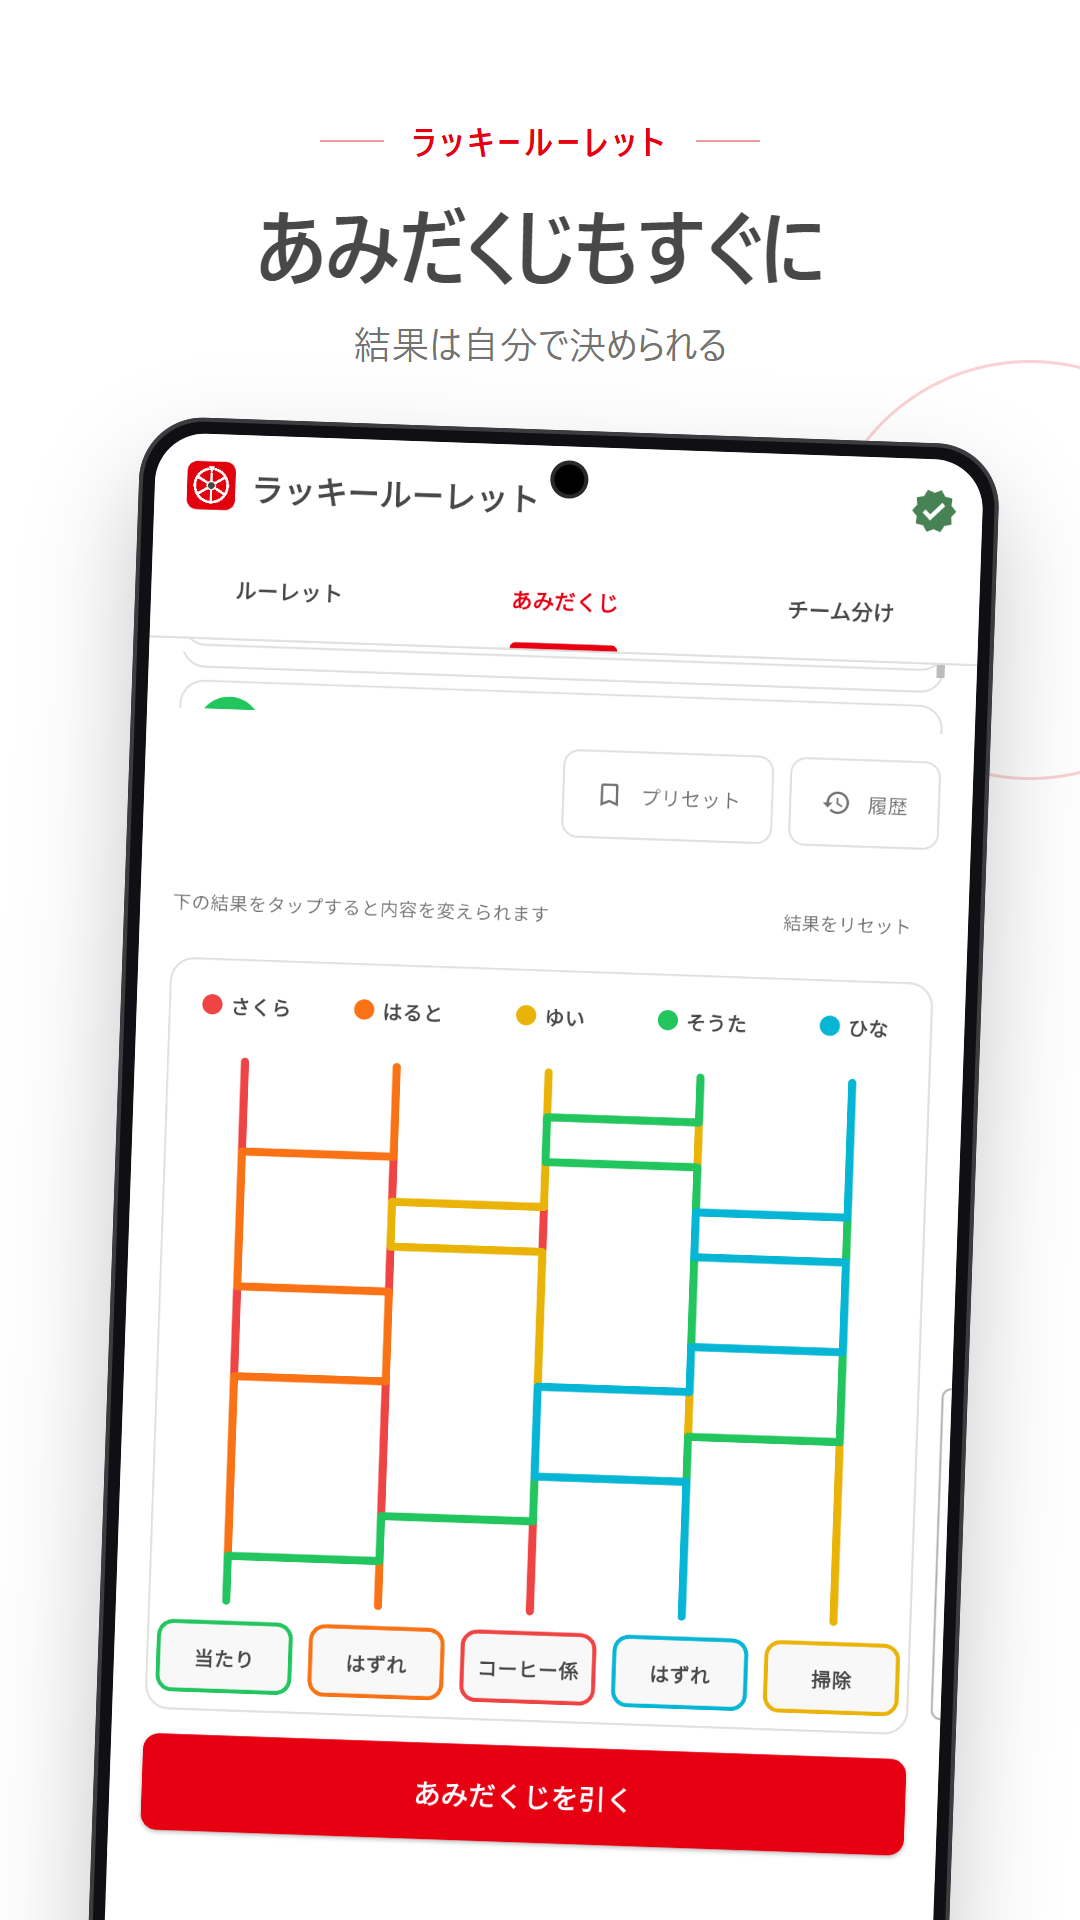 ラッキールーレット
あみだくじもすぐに
結果は自分で決められる
ラッキールーレット
ルーレット
あみだくじ
チーム分け
プリセット
履歴
下の結果をタップすると内容を変えられます
結果をリセット
さくら
はると
ゆい
そうた
ひな
当たり
はずれ
コーヒー係
はずれ
掃除
あみだくじを引く